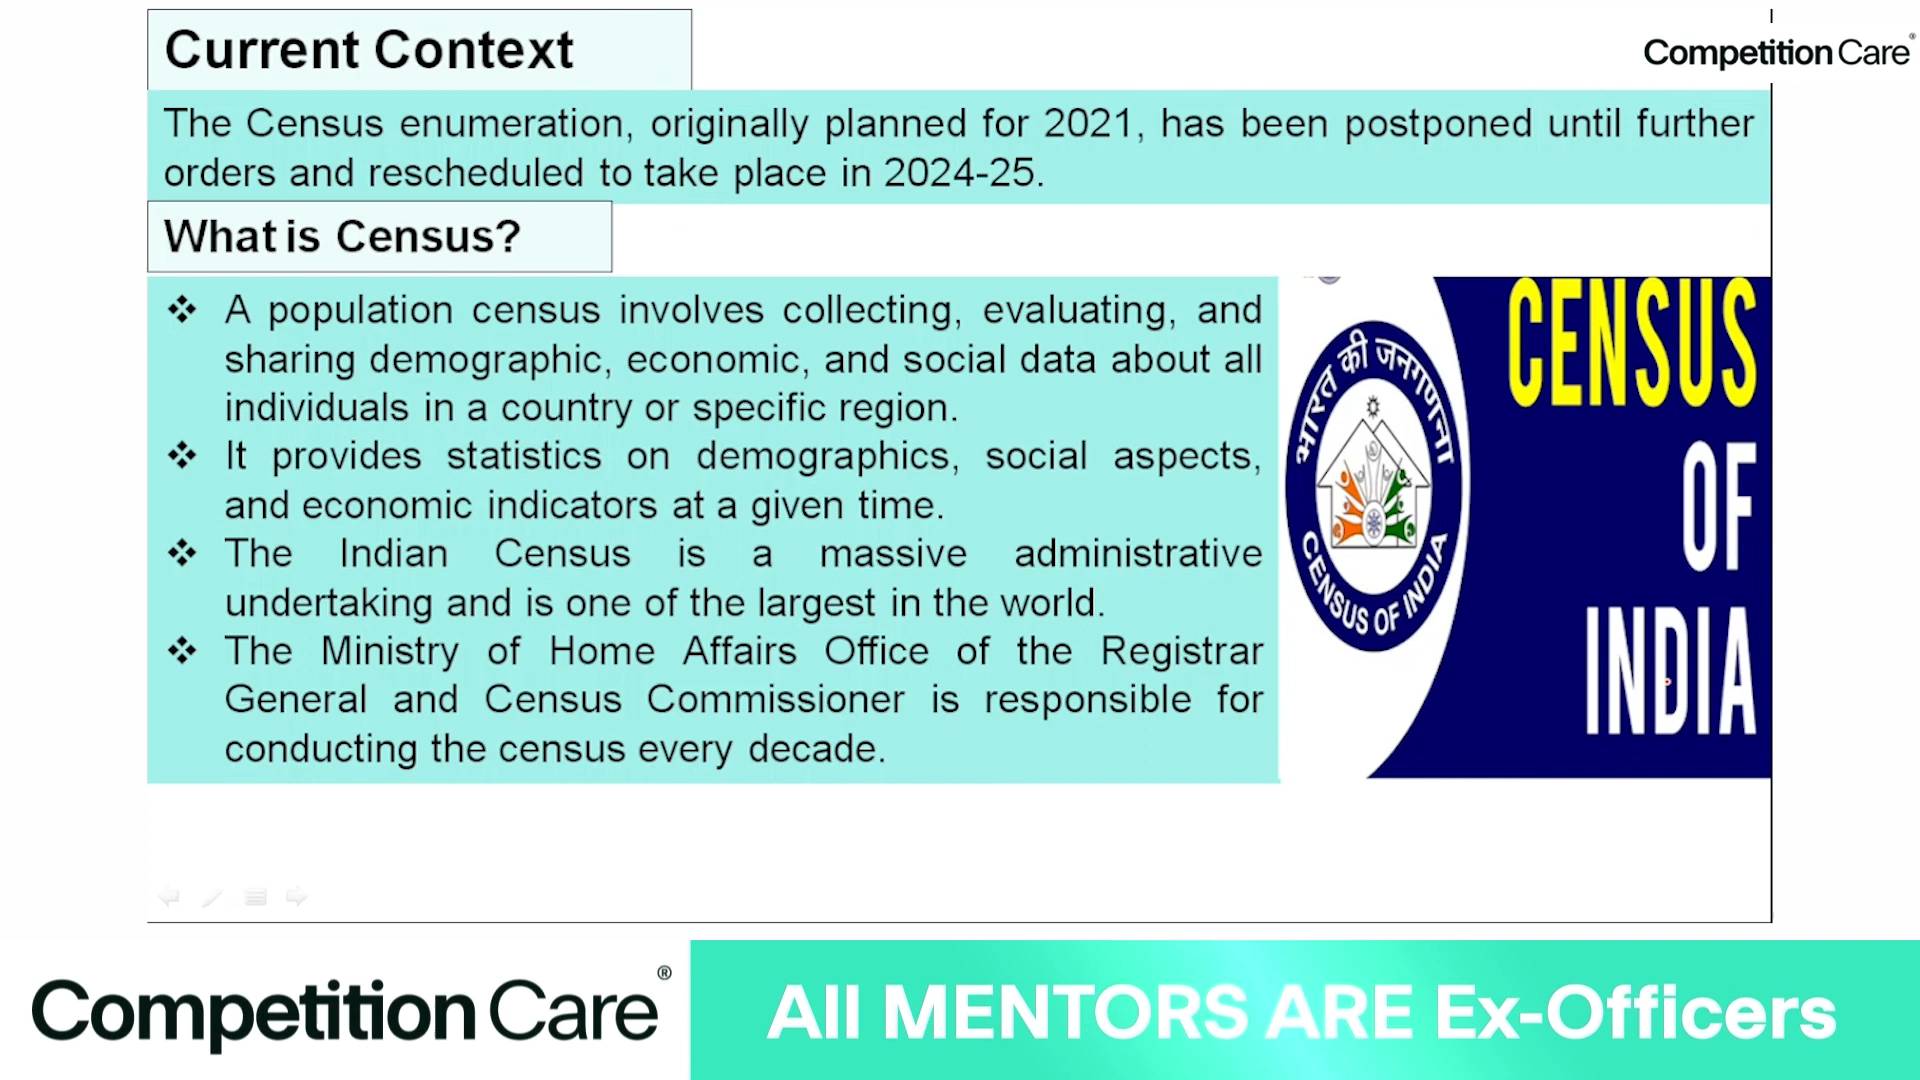 Current Context
Competition Care
The Census enumeration, originally planned for 2021, has been postponed until further
orders and rescheduled to take place in 2024-25.
What is Census?
❖ A population census involves collecting, evaluating, and
sharing demographic, economic, and social data about all
individuals in a country or specific region.
❖ It provides statistics on demographics, social aspects,
and economic indicators at a given time.
❖ The Indian Census is a massive administrative
undertaking and is one of the largest in the world.
❖ The Ministry of Home Affairs Office of the Registrar
General and Census Commissioner is responsible for
conducting the census every decade.
भारत की जनगणना
CENSUS OF INDIA
CENSUS
OF
INDIA
Competition Care®
All MENTORS ARE Ex-Officers